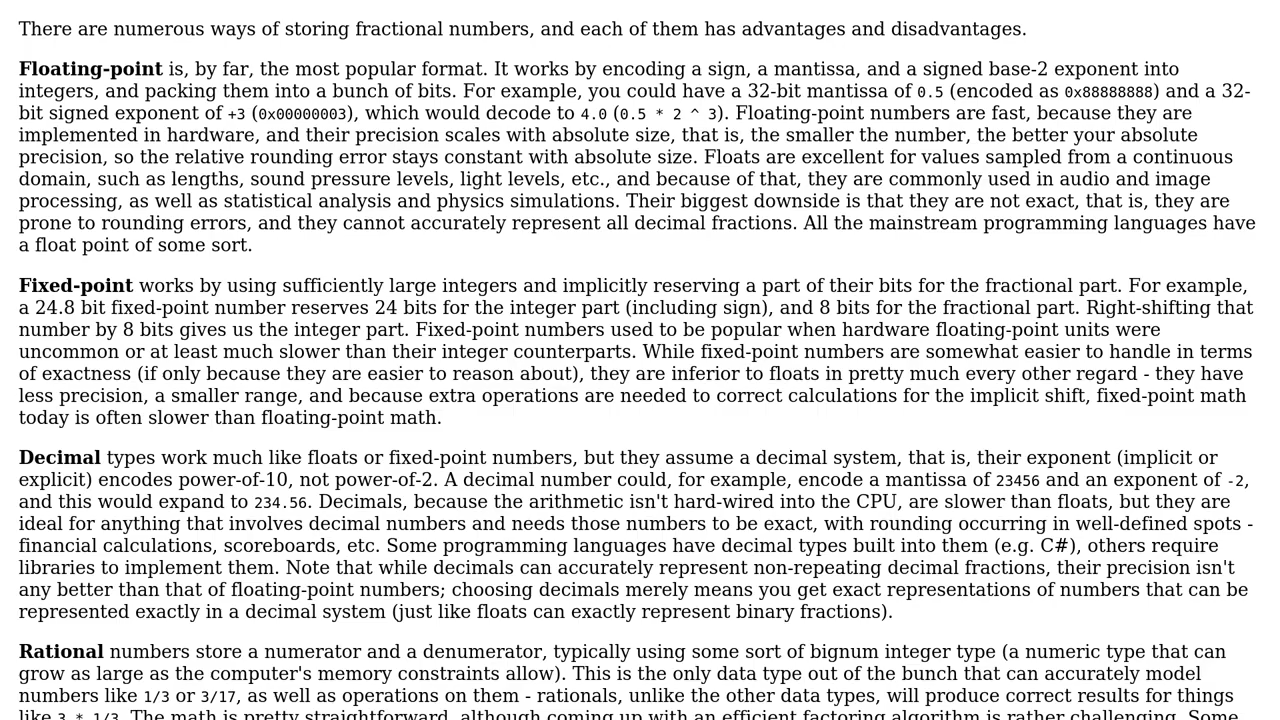 There are numerous ways of storing fractional numbers, and each of them has advantages and disadvantages.
Floating-point is, by far, the most popular format. It works by encoding a sign, a mantissa, and a signed base-2 exponent into
integers, and packing them into a bunch of bits. For example, you could have a 32-bit mantissa of 0.5 (encoded as 0x88888888) and a 32-
bit signed exponent of +3 (0x00000003), which would decode to 4.0 (0.5 * 2 ^ 3). Floating-point numbers are fast, because they are
implemented in hardware, and their precision scales with absolute size, that is, the smaller the number, the better your absolute
precision, so the relative rounding error stays constant with absolute size. Floats are excellent for values sampled from a continuous
domain, such as lengths, sound pressure levels, light levels, etc., and because of that, they are commonly used in audio and image
processing, as well as statistical analysis and physics simulations. Their biggest downside is that they are not exact, that is, they are
prone to rounding errors, and they cannot accurately represent all decimal fractions. All the mainstream programming languages have
a float point of some sort.
Fixed-point works by using sufficiently large integers and implicitly reserving a part of their bits for the fractional part. For example,
a 24.8 bit fixed-point number reserves 24 bits for the integer part (including sign), and 8 bits for the fractional part. Right-shifting that
number by 8 bits gives us the integer part. Fixed-point numbers used to be popular when hardware floating-point units were
uncommon or at least much slower than their integer counterparts. While fixed-point numbers are somewhat easier to handle in terms
of exactness (if only because they are easier to reason about), they are inferior to floats in pretty much every other regard - they have
less precision, a smaller range, and because extra operations are needed to correct calculations for the implicit shift, fixed-point math
today is often slower than floating-point math.
Decimal types work much like floats or fixed-point numbers, but they assume a decimal system, that is, their exponent (implicit or
explicit) encodes power-of-10, not power-of-2. A decimal number could, for example, encode a mantissa of 23456 and an exponent of -2,
and this would expand to 234.56. Decimals, because the arithmetic isn't hard-wired into the CPU, are slower than floats, but they are
ideal for anything that involves decimal numbers and needs those numbers to be exact, with rounding occurring in well-defined spots -
financial calculations, scoreboards, etc. Some programming languages have decimal types built into them (e.g. C#), others require
libraries to implement them. Note that while decimals can accurately represent non-repeating decimal fractions, their precision isn't
any better than that of floating-point numbers; choosing decimals merely means you get exact representations of numbers that can be
represented exactly in a decimal system (just like floats can exactly represent binary fractions).
Rational numbers store a numerator and a denumerator, typically using some sort of bignum integer type (a numeric type that can
grow as large as the computer's memory constraints allow). This is the only data type out of the bunch that can accurately model
numbers like 1/3 or 3/17, as well as operations on them - rationals, unlike the other data types, will produce correct results for things
like 3 * 1/3. The math is pretty straightforward, although coming up with an efficient factoring algorithm is rather challenging. Some